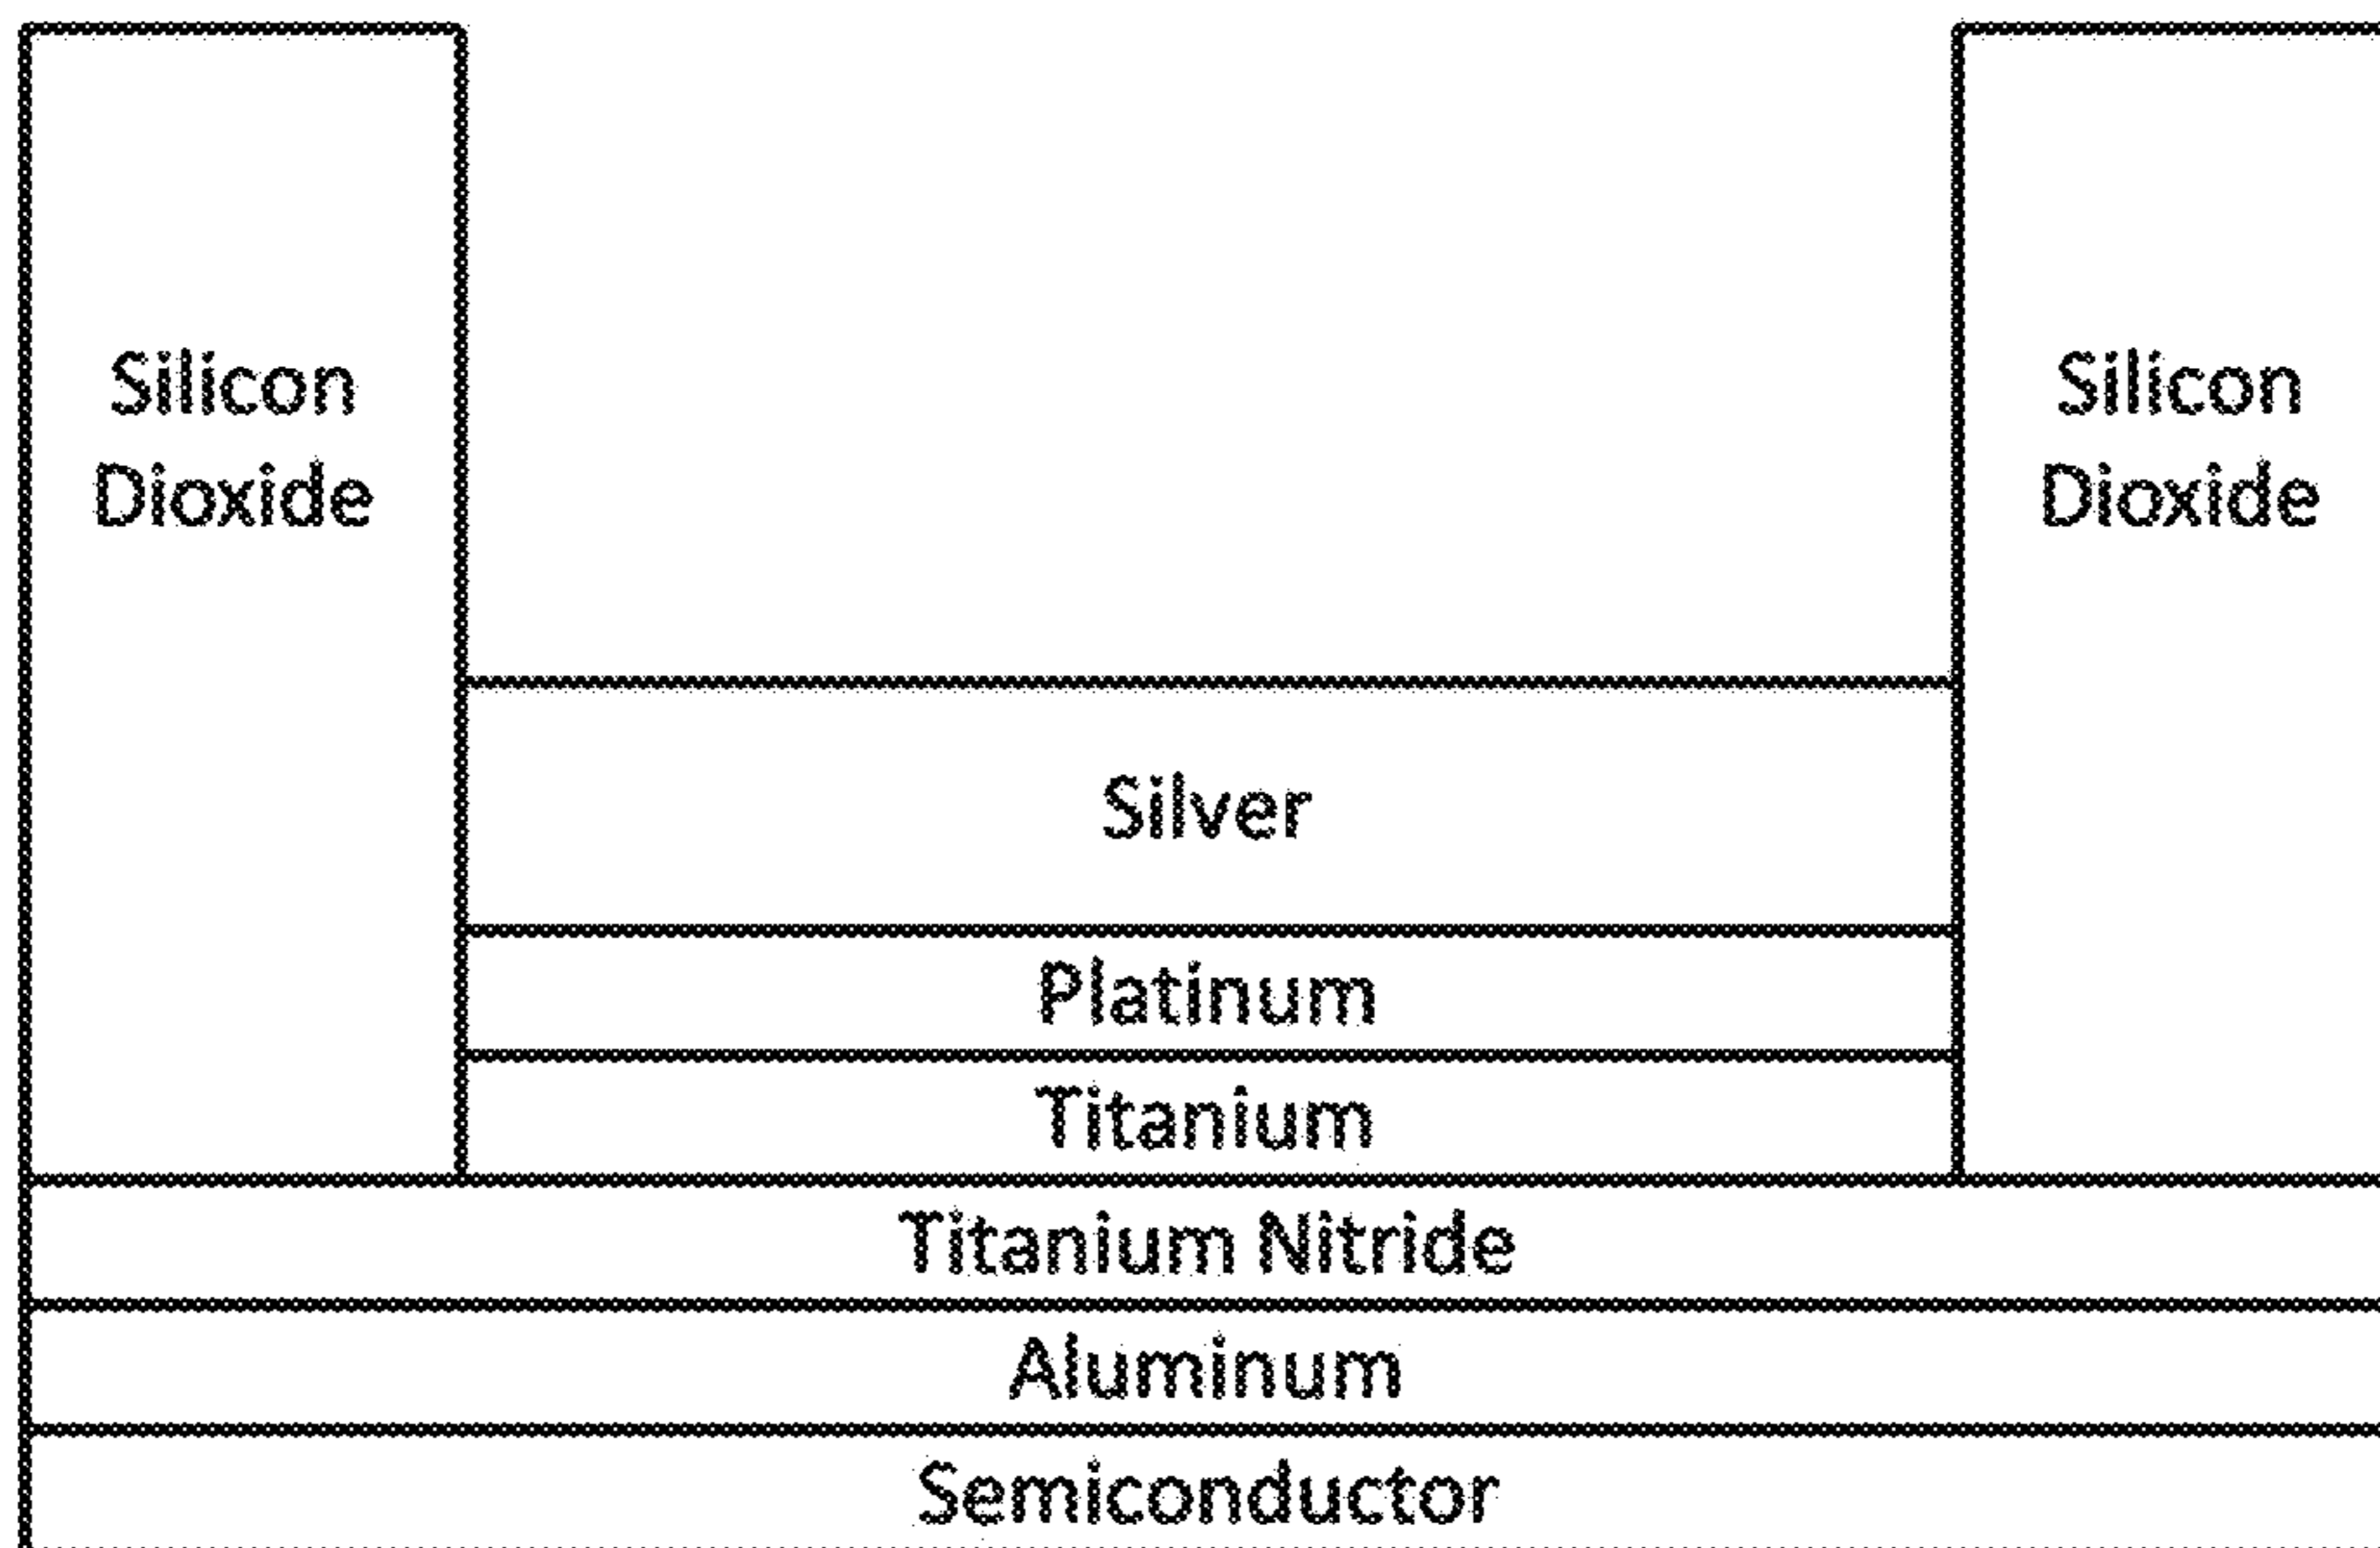 Silicon
Dioxide
Silicon
Dioxide
Silver
Platinum
Titanium
Titanium Nitride
Aluminum
Semiconductor